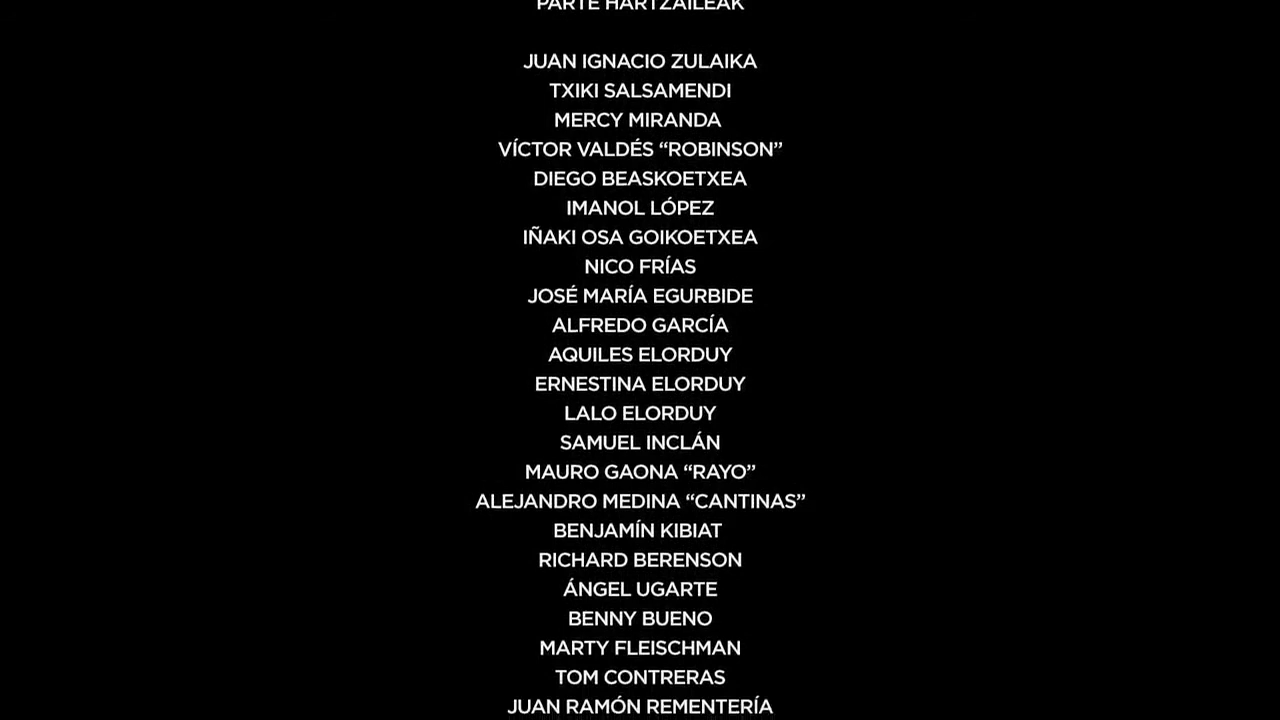 PARTE HARTZAILEAK
JUAN IGNACIO ZULAIKA
TXIKI SALSAMENDI
MERCY MIRANDA
VÍCTOR VALDÉS “ROBINSON”
DIEGO BEASKOETXEA
IMANOL LÓPEZ
IÑAKI OSA GOIKOETXEA
NICO FRÍAS
JOSÉ MARÍA EGURBIDE
ALFREDO GARCÍA
AQUILES ELORDUY
ERNESTINA ELORDUY
LALO ELORDUY
SAMUEL INCLÁN
MAURO GAONA “RAYO”
ALEJANDRO MEDINA “CANTINAS”
BENJAMÍN KIBIAT
RICHARD BERENSON
ÁNGEL UGARTE
BENNY BUENO
MARTY FLEISCHMAN
TOM CONTRERAS
JUAN RAMÓN REMENTERÍA